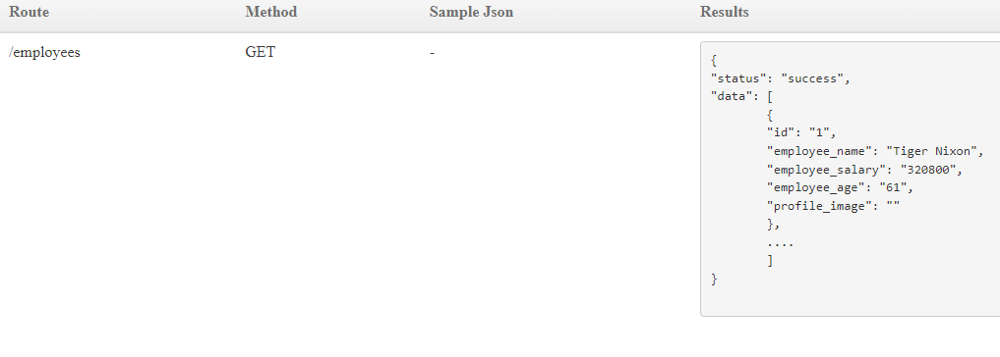 Route Method Sample Json Results
/employees GET - {
"status": "success",
"data": [
{
"id": "1",
"employee_name": "Tiger Nixon",
"employee_salary": "320800",
"employee_age": "61",
"profile_image": ""
},
....
]
}